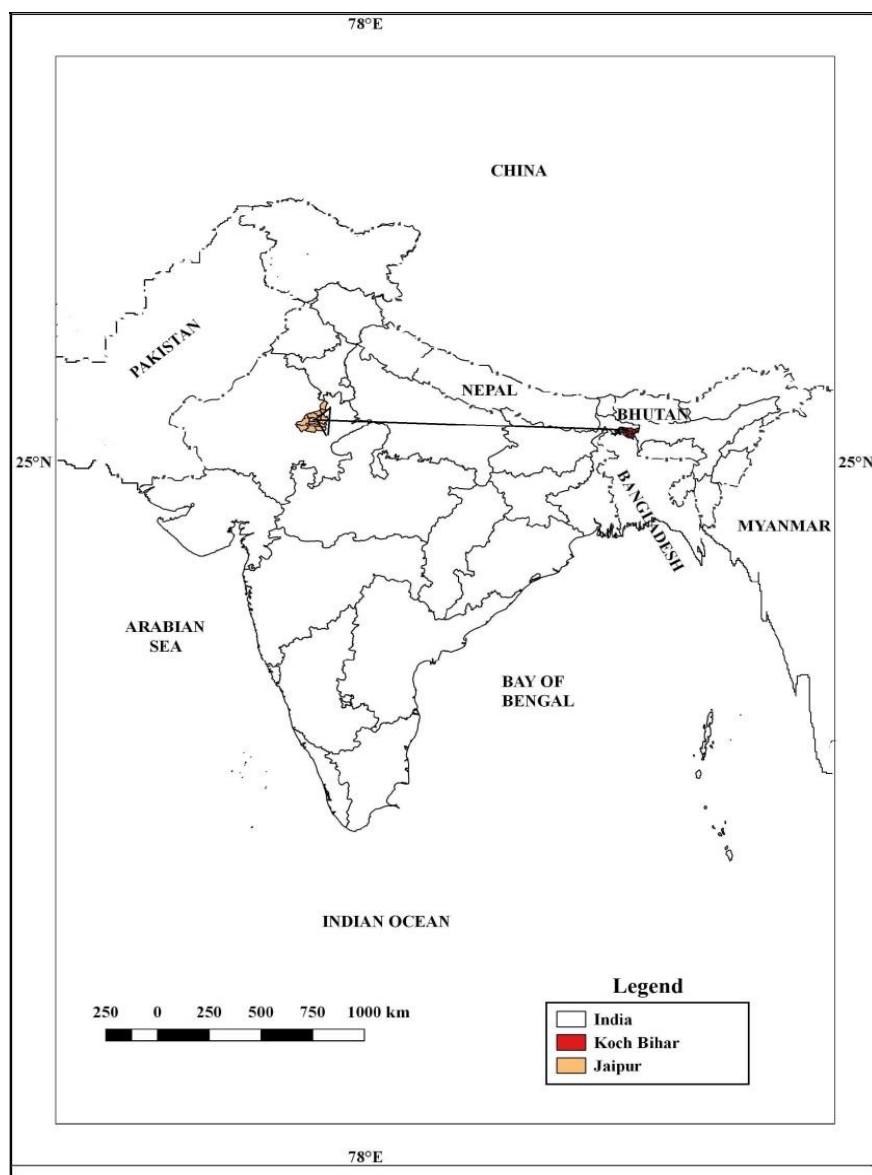 78°E
CHINA
PAKISTAN
NEPAL
BHUTAN
25°N
25°N
BANGLADESH
MYANMAR
ARABIAN
SEA
BAY OF
BENGAL
INDIAN OCEAN
Legend
250 0 250 500 750 1000 km
India
Koch Bihar
Jaipur
78°E